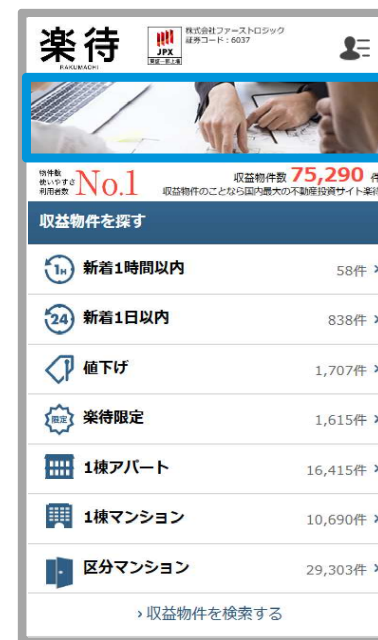 楽待
RAKUMACHI
JPX
東証一部上場
株式会社ファーストロジック
証券コード：6037
物件数
使いやすさ
利用者数
No.1
収益物件数 75,290 件
収益物件のことなら国内最大の不動産投資サイト楽待
収益物件を探す
1H 新着1時間以内 58件 ›
24 新着1日以内 838件 ›
値下げ 1,707件 ›
限定 楽待限定 1,615件 ›
1棟アパート 16,415件 ›
1棟マンション 10,690件 ›
区分マンション 29,303件 ›
› 収益物件を検索する